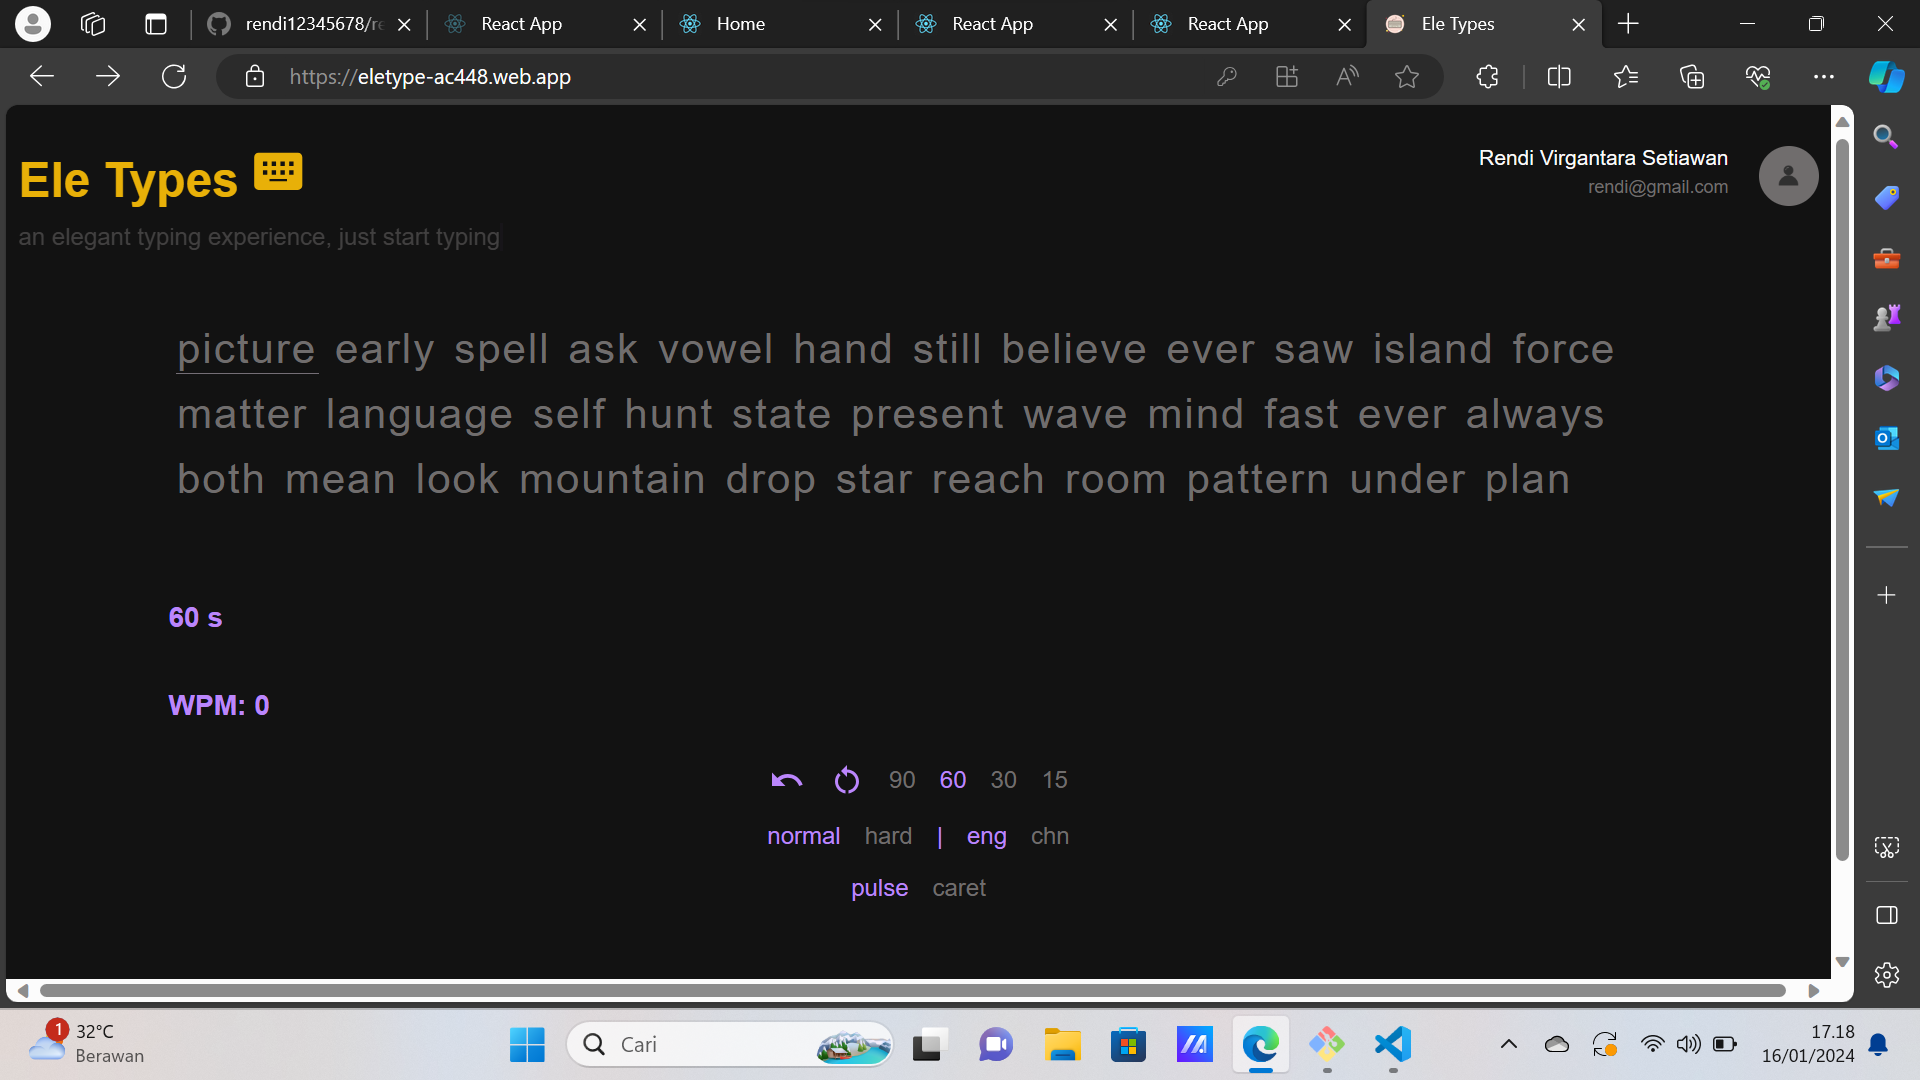 rendi12345678/re
React App
Home
React App
React App
Ele Types
https://eletype-ac448.web.app
Ele Types
Rendi Virgantara Setiawan
rendi@gmail.com
an elegant typing experience, just start typing
picture early spell ask vowel hand still believe ever saw island force
matter language self hunt state present wave mind fast ever always
both mean look mountain drop star reach room pattern under plan
60 s
WPM: 0
90 60 30 15
normal hard | eng chn
pulse caret
1
32°C
Berawan
Cari
17.18
16/01/2024